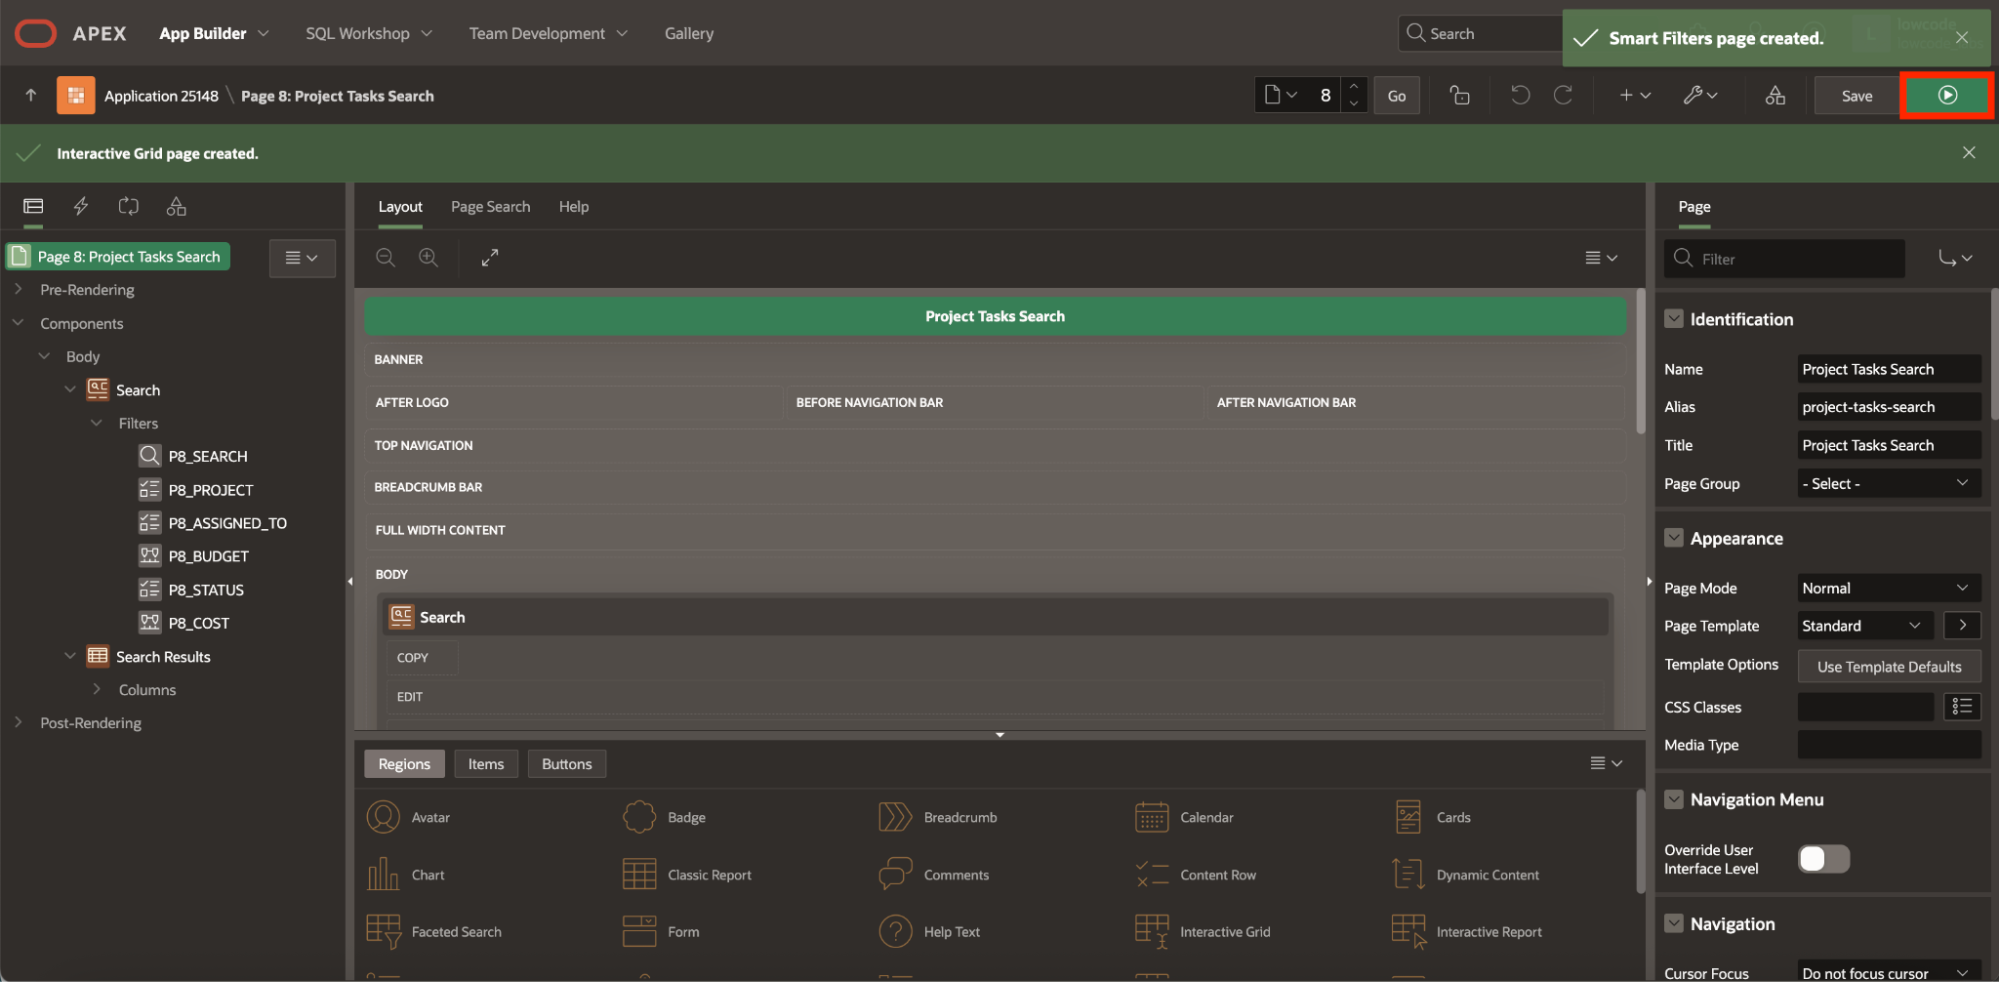 APEX App Builder SQL Workshop Team Development Gallery Search
Smart Filters page created.
Application 25148 \ Page 8: Project Tasks Search 8 Go Save
Interactive Grid page created.
Page 8: Project Tasks Search
Pre-Rendering
Components
Body
Search
Filters
P8_SEARCH
P8_PROJECT
P8_ASSIGNED_TO
P8_BUDGET
P8_STATUS
P8_COST
Search Results
Columns
Post-Rendering
Layout Page Search Help
Project Tasks Search
BANNER
AFTER LOGO BEFORE NAVIGATION BAR AFTER NAVIGATION BAR
TOP NAVIGATION
BREADCRUMB BAR
FULL WIDTH CONTENT
BODY
Search
COPY
EDIT
Regions Items Buttons
Avatar Badge Breadcrumb Calendar Cards
Chart Classic Report Comments Content Row Dynamic Content
Faceted Search Form Help Text Interactive Grid Interactive Report
Page
Filter
Identification
Name Project Tasks Search
Alias project-tasks-search
Title Project Tasks Search
Page Group - Select -
Appearance
Page Mode Normal
Page Template Standard
Template Options Use Template Defaults
CSS Classes
Media Type
Navigation Menu
Override User
Interface Level
Navigation
Cursor Focus Do not focus cursor